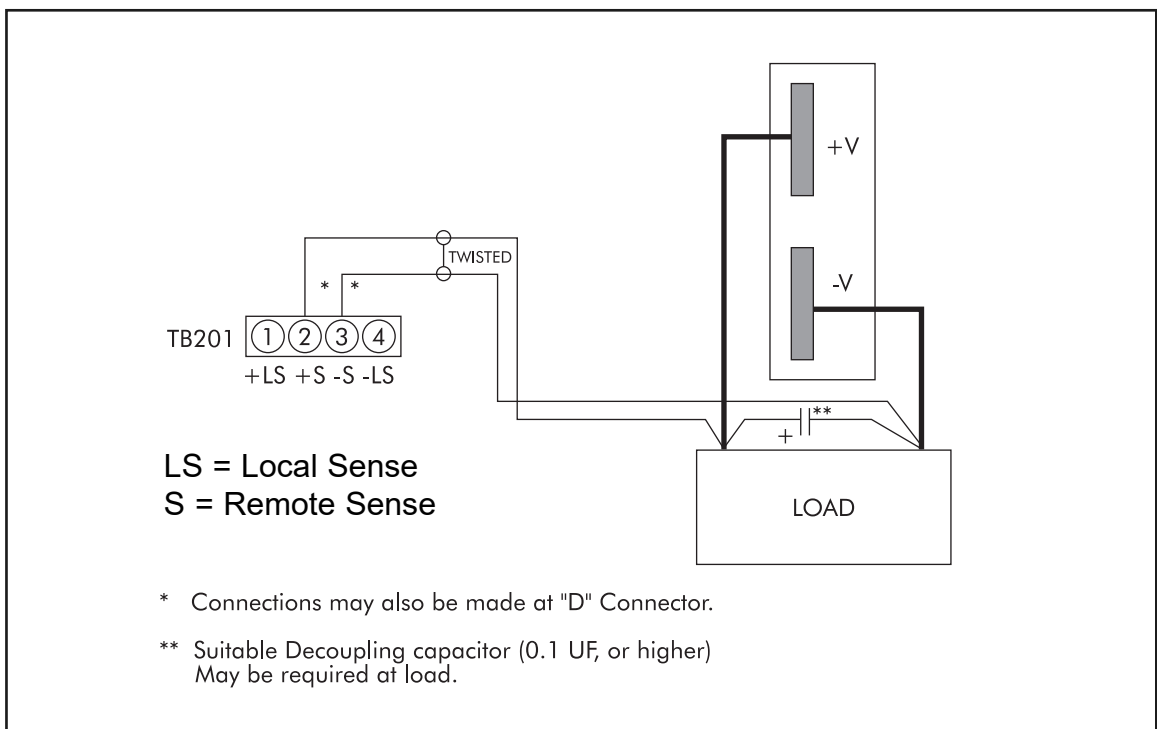 +V
TWISTED
-V
* *
TB201 1 2 3 4
+LS +S -S -LS
**
+
LS = Local Sense
S = Remote Sense
LOAD
* Connections may also be made at "D" Connector.
** Suitable Decoupling capacitor (0.1 UF, or higher)
May be required at load.